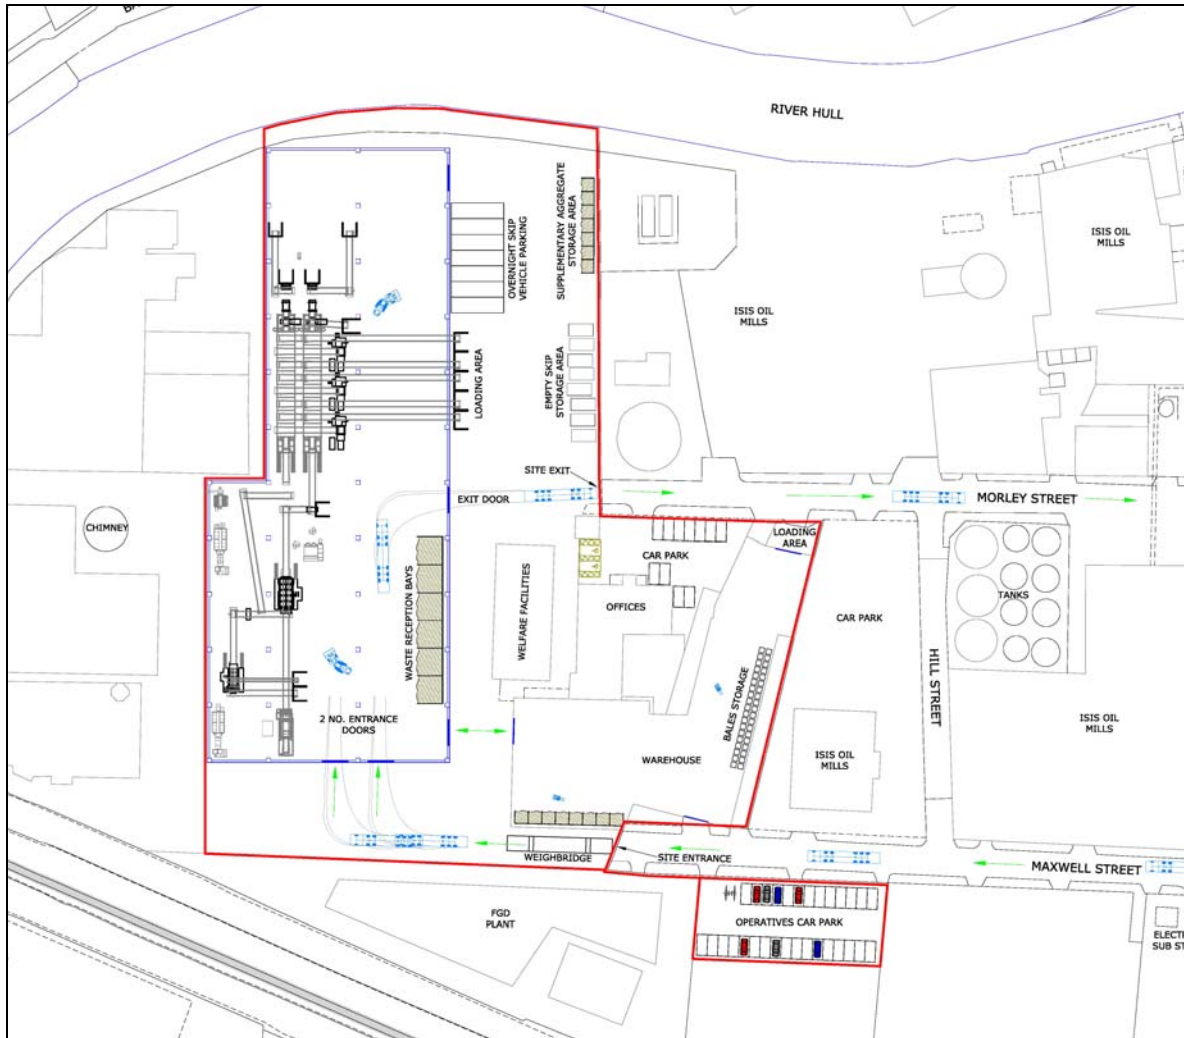 RIVER HULL
ISIS OIL
MILLS
OVERNIGHT SKIP
VEHICLE PARKING
SUPPLEMENTARY AGGREGATE
STORAGE AREA
ISIS OIL
MILLS
LOADING AREA
EMPTY SKIP
STORAGE AREA
SITE EXIT
EXIT DOOR
MORLEY STREET
CHIMNEY
LOADING
AREA
CAR PARK
WASTE RECEPTION BAYS
WELFARE FACILITIES
OFFICES
CAR PARK
TANKS
HILL STREET
BALES STORAGE
2 NO. ENTRANCE
DOORS
ISIS OIL
MILLS
WAREHOUSE
ISIS OIL
MILLS
WEIGHBRIDGE
SITE ENTRANCE
MAXWELL STREET
FGD
PLANT
OPERATIVES CAR PARK
SUB